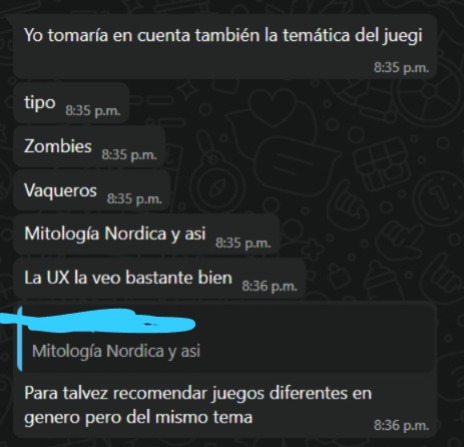 Yo tomaría en cuenta también la temática del juegi
8:35 p.m.
tipo 8:35 p.m.
Zombies 8:35 p.m.
Vaqueros 8:35 p.m.
Mitología Nordica y asi 8:35 p.m.
La UX la veo bastante bien 8:36 p.m.
Mitología Nordica y asi
Para talvez recomendar juegos diferentes en
genero pero del mismo tema
8:36 p.m.